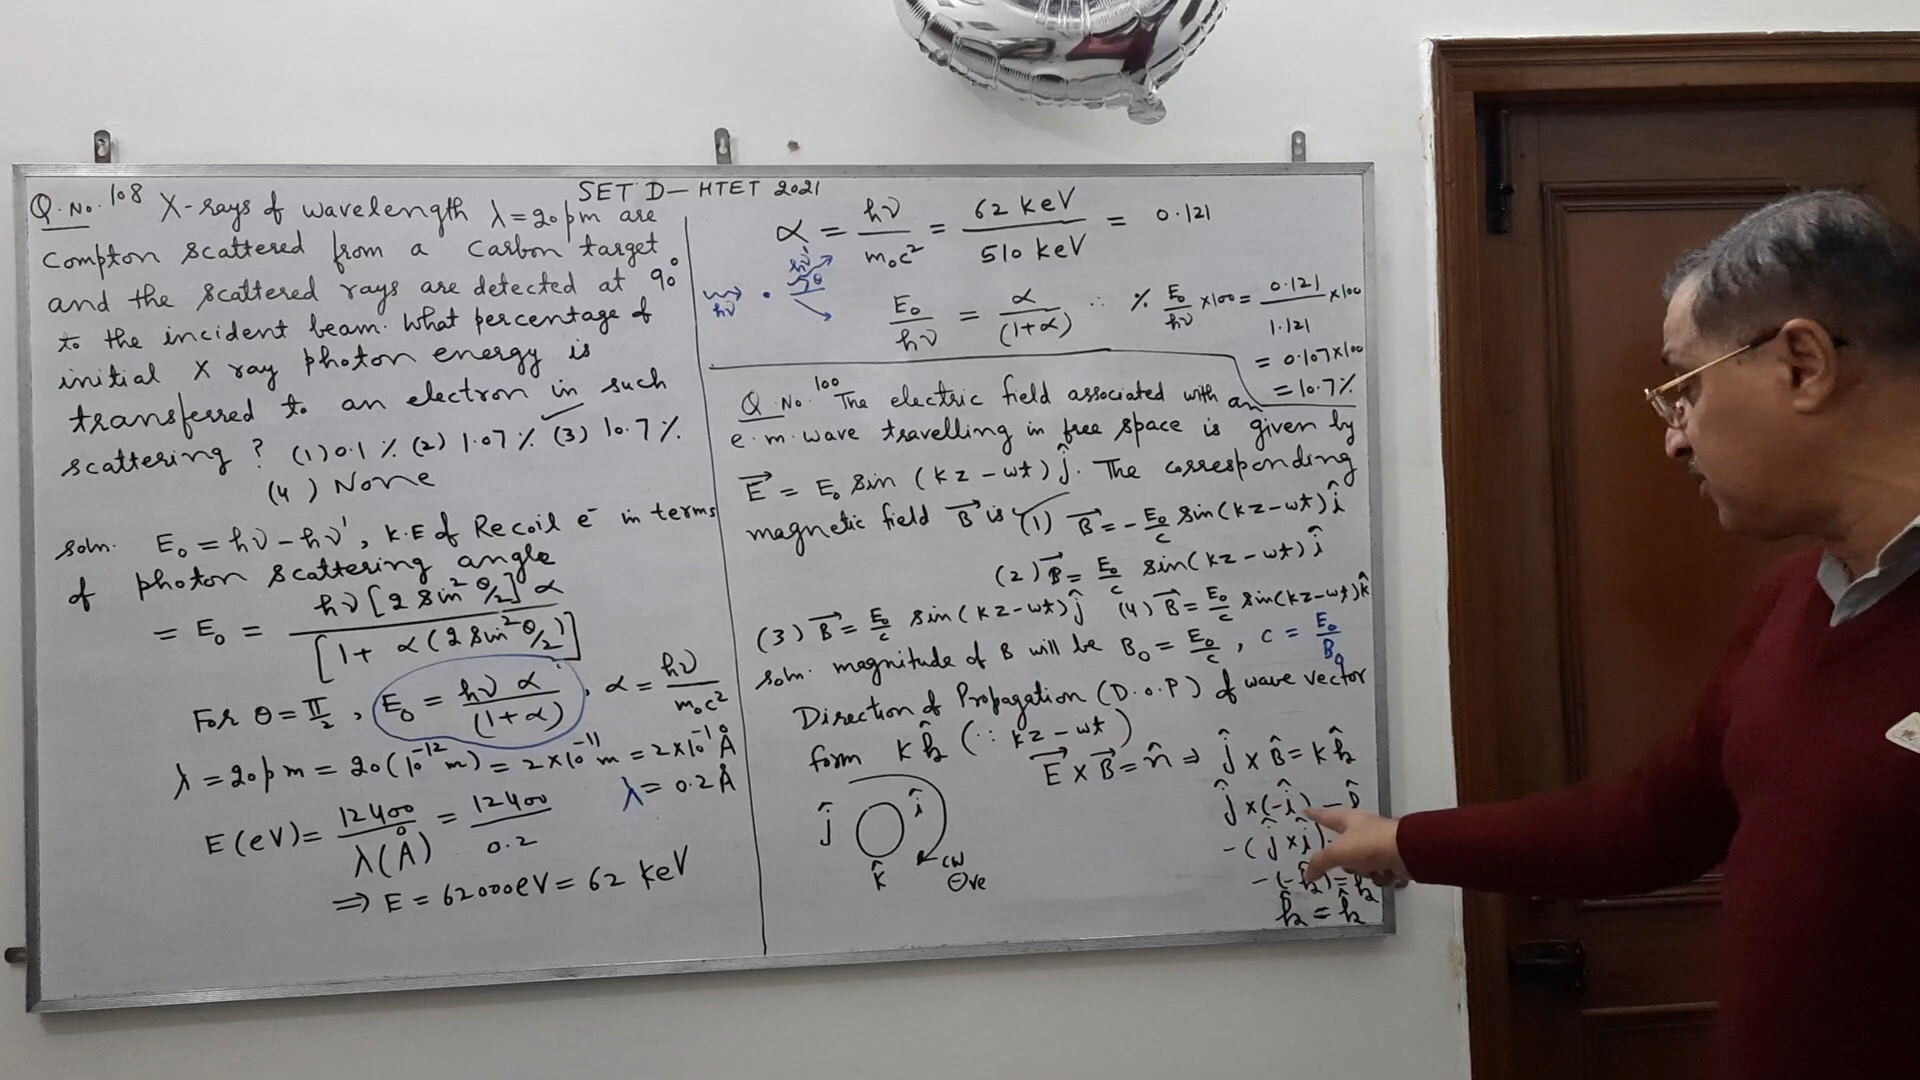 SET D - HTET 2021
Q. No. 108 X-rays of wavelength λ = 20pm are
Compton scattered from a Carbon target
and the scattered rays are detected at 90°
to the incident beam. What percentage of
initial X ray photon energy is
transferred to an electron in such
scattering? (1) 0.1 % (2) 1.07 % (3) 10.7 %.
(4) None
soln. E₀ = hν - hν', K.E of Recoil e⁻ in terms
of photon scattering angle
= E₀ = hν [2 sin² θ/2] α / [1 + α (2 sin² θ/2)]
For θ = π/2, E₀ = hν α / (1+α), α = hν / m₀c²
λ = 20pm = 20(10⁻¹² m) = 2×10⁻¹¹ m = 2×10⁻¹ Å
λ = 0.2 Å
E(eV) = 12400 / λ(Å) = 12400 / 0.2
⇒ E = 62000eV = 62 keV
α = hν / m₀c² = 62 keV / 510 keV = 0.121
hν hν' θ
E₀ / hν = α / (1+α) ∴ % E₀/hν ×100 = 0.121 / 1.121 ×100
= 0.107×100
= 10.7%
Q. No. 100 The electric field associated with an
e.m. wave travelling in free space is given by
E⃗ = E₀ sin (kz - ωt) ĵ. The corresponding
magnetic field B⃗ is (1) B⃗ = - E₀/c sin(kz - ωt) î
(2) B⃗ = E₀/c sin(kz - ωt) î
(3) B⃗ = E₀/c sin(kz - ωt) ĵ (4) B⃗ = E₀/c sin(kz - ωt) k̂
soln. magnitude of B will be B₀ = E₀/c, c = E₀/B₀
Direction of Propagation (D.o.P) of wave vector
form K k̂ (∵ kz - ωt)
E⃗ × B⃗ = n̂ ⇒ ĵ × B̂ = K k̂
ĵ î k̂
CW
⊖ve
ĵ × (-î)
-(ĵ × î)
-(-k̂) = k̂
k̂ = k̂